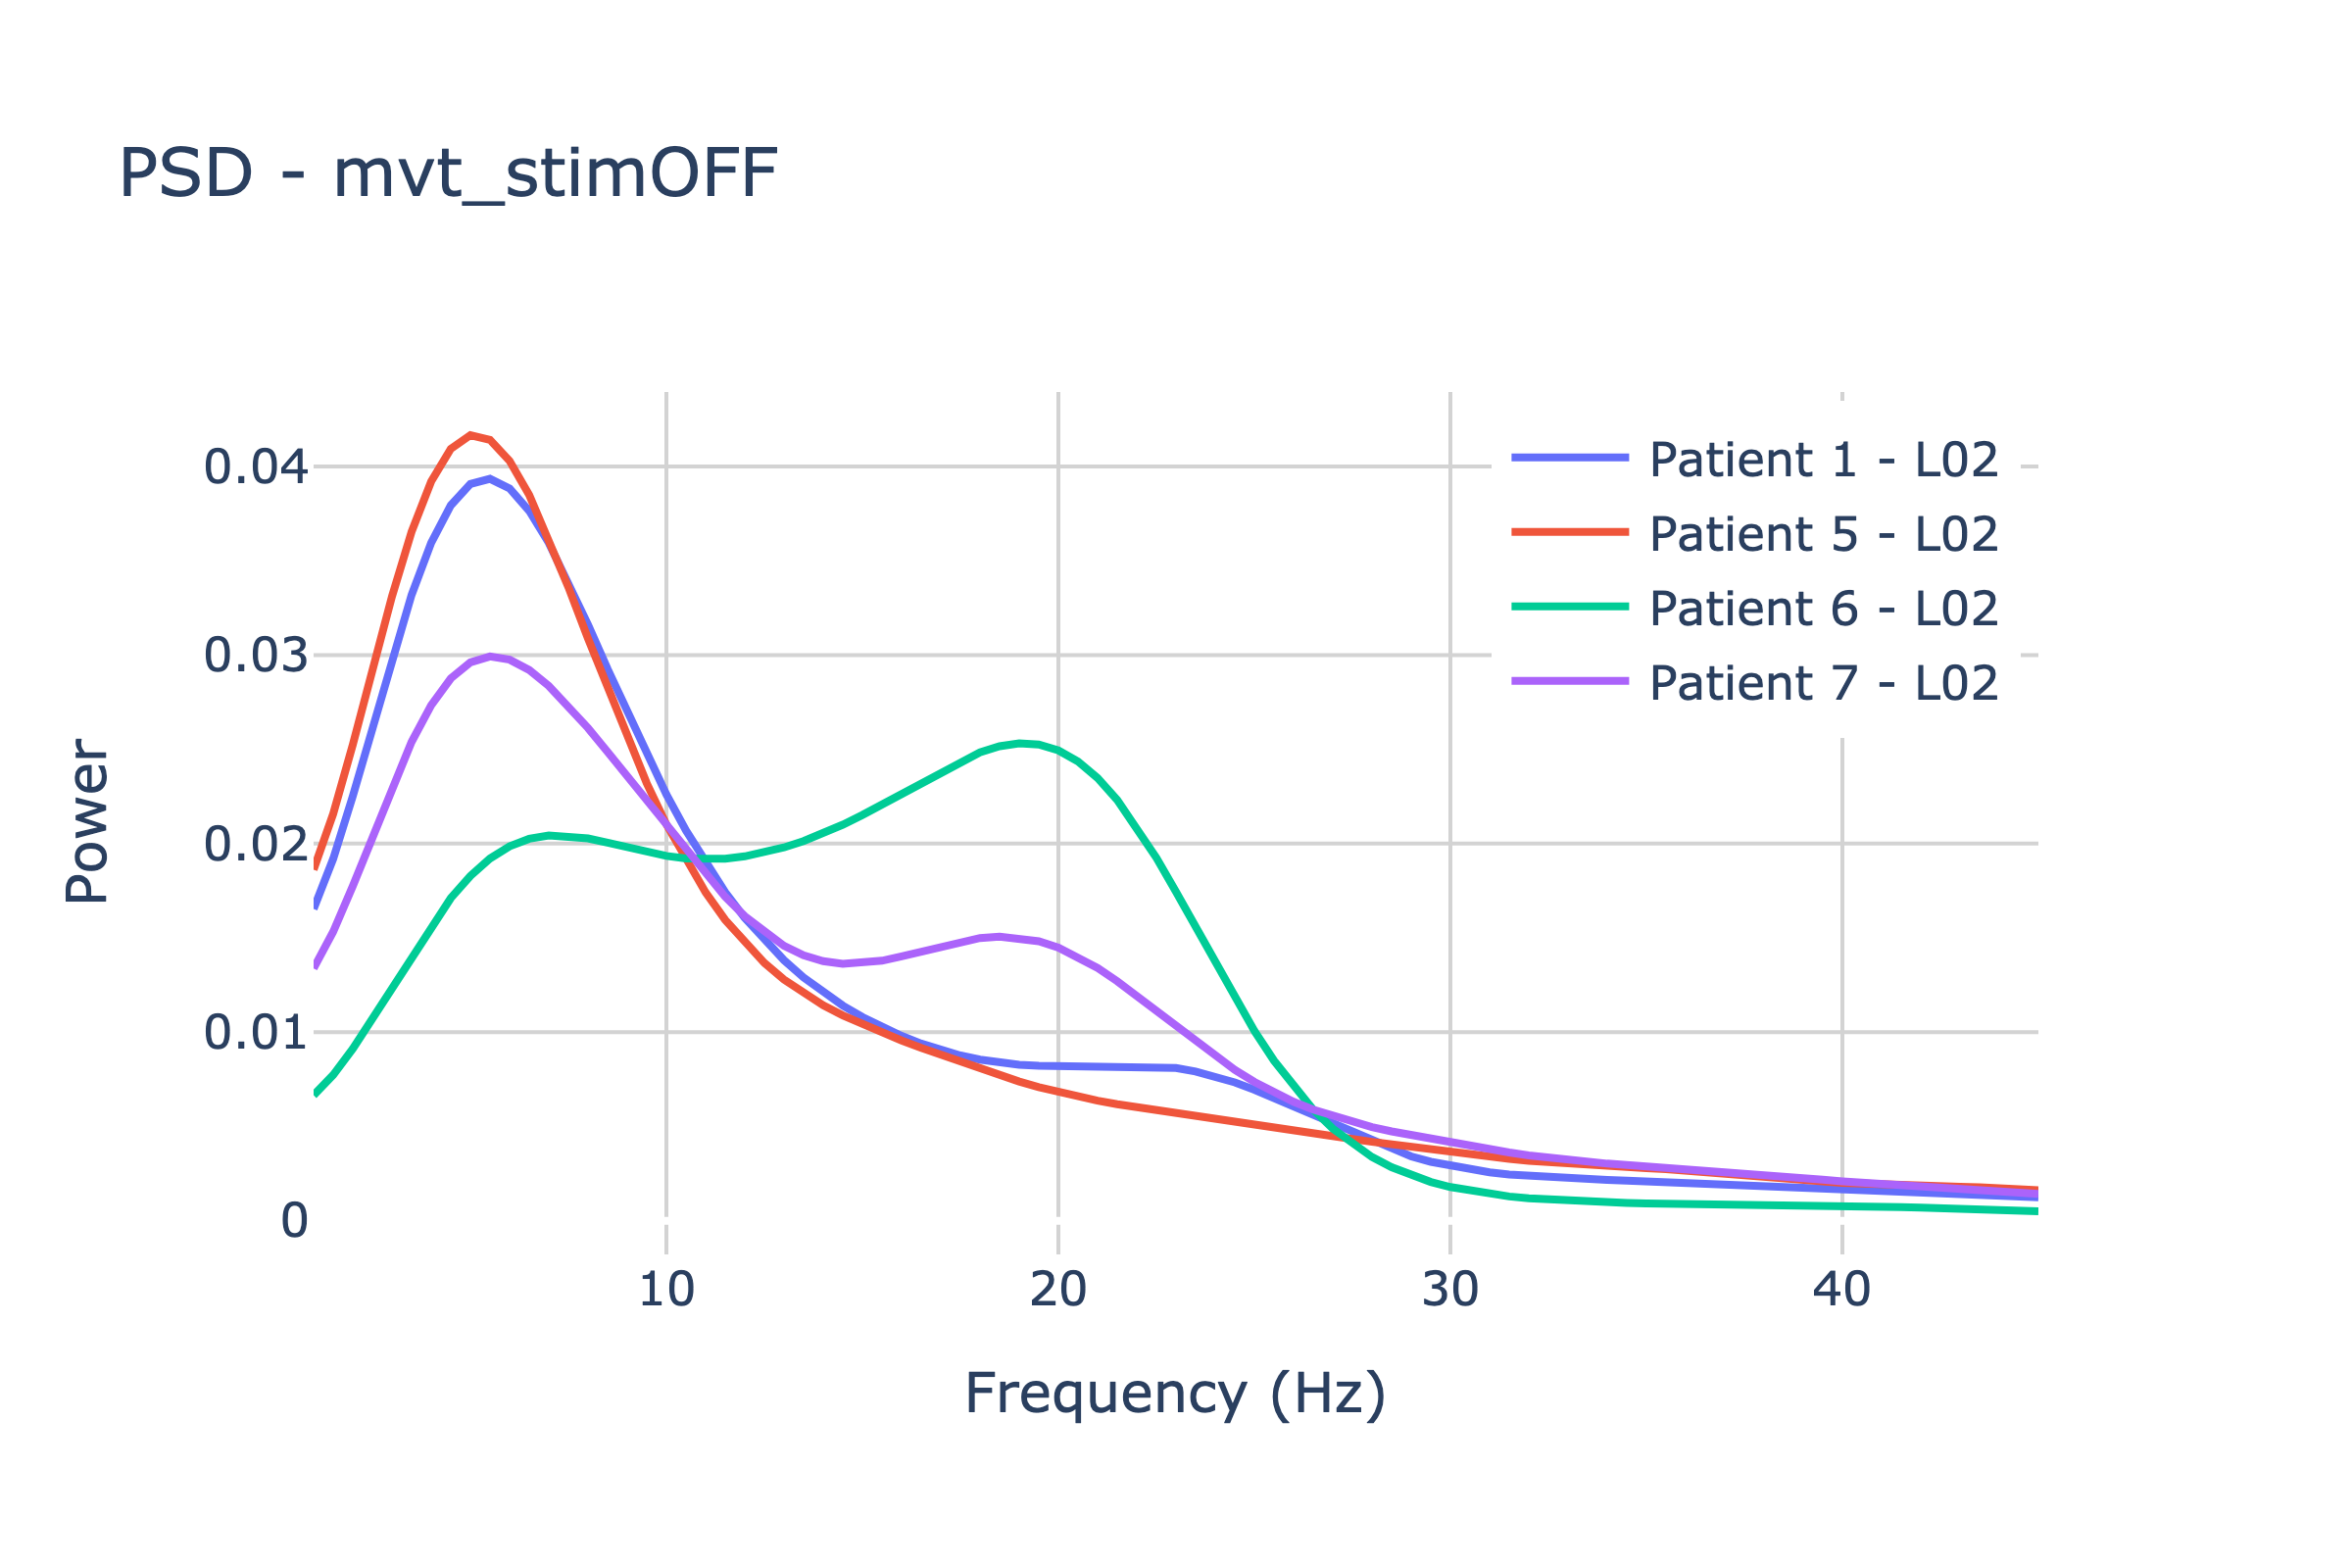 PSD - mvt_stimOFF
Patient 1 - L02
Patient 5 - L02
Patient 6 - L02
Patient 7 - L02
0.04
0.03
0.02
0.01
0
Power
10 20 30 40
Frequency (Hz)